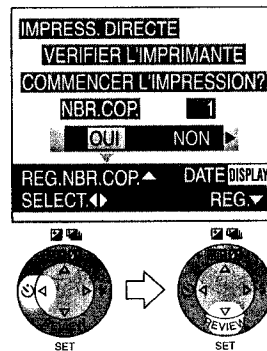 IMPRESS. DIRECTE
VERIFIER L'IMPRIMANTE
COMMENCER L'IMPRESSION?
NBR.COP. 1
OUI NON
REG.NBR.COP. DATE DISPLAY
SELECT. REG.
REVIEW
SET SET